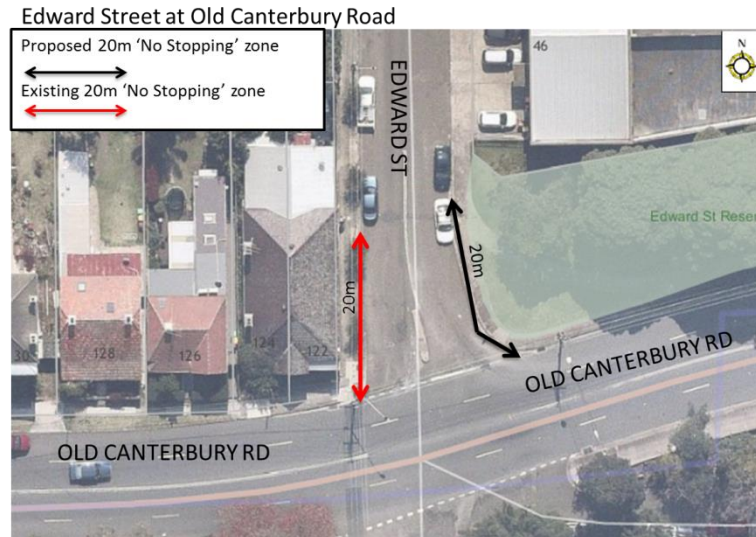 Edward Street at Old Canterbury Road
Proposed 20m ‘No Stopping’ zone
Existing 20m ‘No Stopping’ zone
EDWARD ST
46
N
Edward St Reser
20m
20m
30
128
126
124
122
OLD CANTERBURY RD
OLD CANTERBURY RD